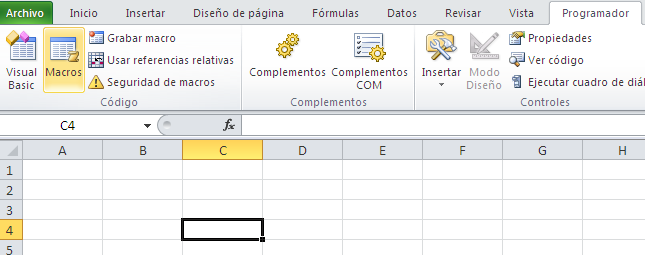 Archivo Inicio Insertar Diseño de página Fórmulas Datos Revisar Vista Programador
Visual Basic
Macros
Grabar macro
Usar referencias relativas
Seguridad de macros
Código
Complementos
Complementos COM
Complementos
Insertar
Modo Diseño
Propiedades
Ver código
Ejecutar cuadro de diá
Controles
C4 fx
A B C D E F G H
1
2
3
4
5